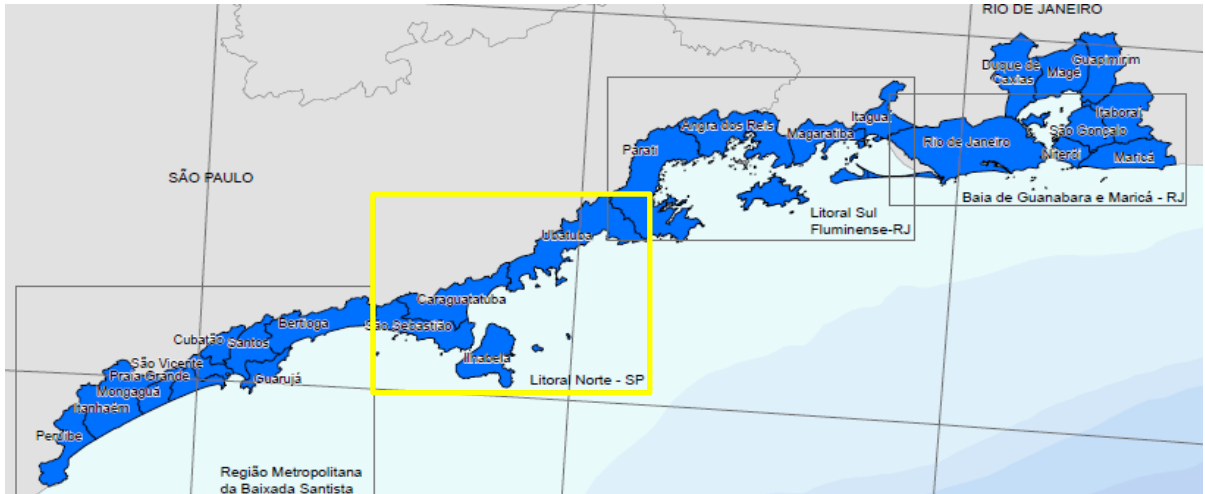 RIO DE JANEIRO
Duque de
Caxias
Magé
Guapimirim
Itaboraí
São Gonçalo
Niterói
Maricá
Rio de Janeiro
Itaguaí
Magaratiba
Angra dos Reis
Parati
Baia de Guanabara e Maricá - RJ
Litoral Sul
Fluminense-RJ
SÃO PAULO
Ubatuba
Caraguatatuba
São Sebastião
Ilhabela
Litoral Norte - SP
Bertioga
Cubatão
Santos
São Vicente
Guarujá
Praia Grande
Mongaguá
Itanhaém
Peruíbe
Região Metropolitana
da Baixada Santista